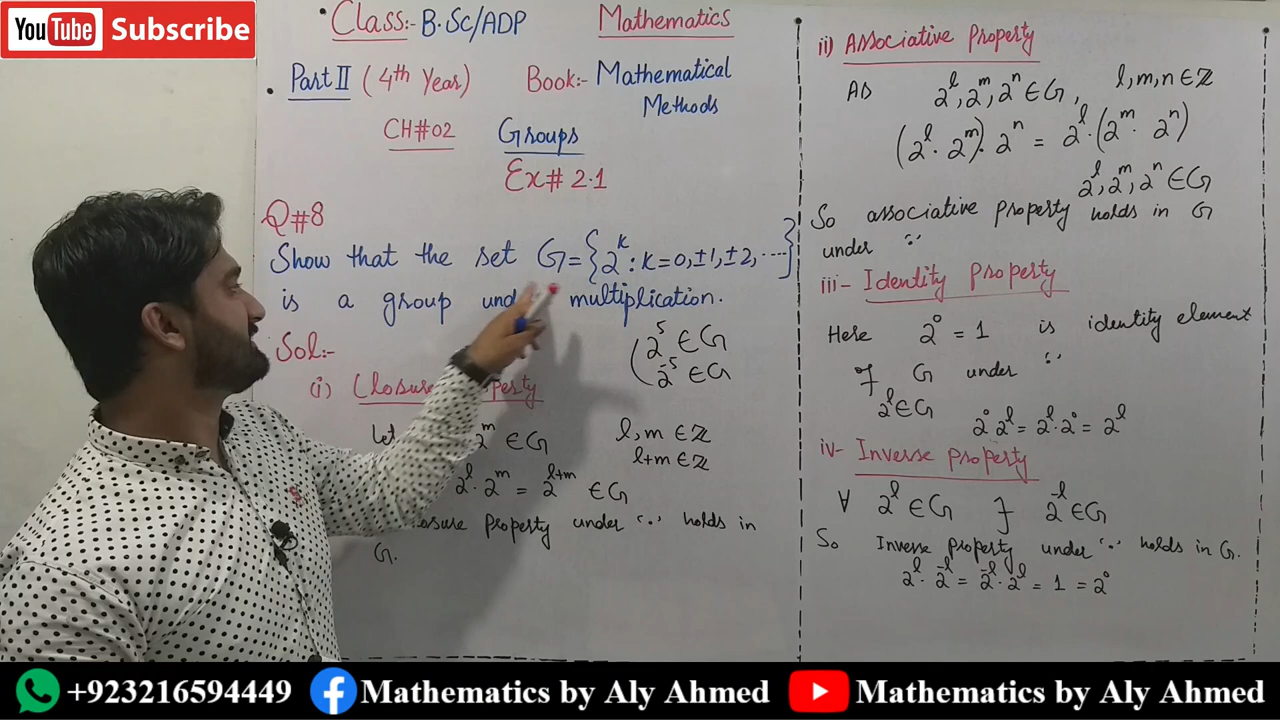 YouTube Subscribe
Class:- B.Sc/ADP Mathematics
Part II (4th Year) Book:- Mathematical
Methods
CH#02 Groups
Ex# 2.1
Q#8
Show that the set G = {2^k : k = 0, ±1, ±2, ....}
is a group und multiplication.
Sol:-
(2^5 ∈ G
2^-5 ∈ G
(i) Closure
Let 2^m ∈ G l, m ∈ ℤ
l+m ∈ ℤ
2^l . 2^m = 2^(l+m) ∈ G
losure Property under '.' holds in
G.
ii) Associative Property
As 2^l, 2^m, 2^n ∈ G, l, m, n ∈ ℤ
(2^l . 2^m) . 2^n = 2^l . (2^m . 2^n)
2^l, 2^m, 2^n ∈ G
So associative property holds in G
under '.'
iii- Identity Property
Here 2^0 = 1 is identity element
of G under '.'
2^l ∈ G
2^0 2^l = 2^l . 2^0 = 2^l
iv- Inverse property
∀ 2^l ∈ G ∃ 2^-l ∈ G
So Inverse Property under '.' holds in G.
2^l . 2^-l = 2^-l . 2^l = 1 = 2^0
+923216594449 f Mathematics by Aly Ahmed Mathematics by Aly Ahmed